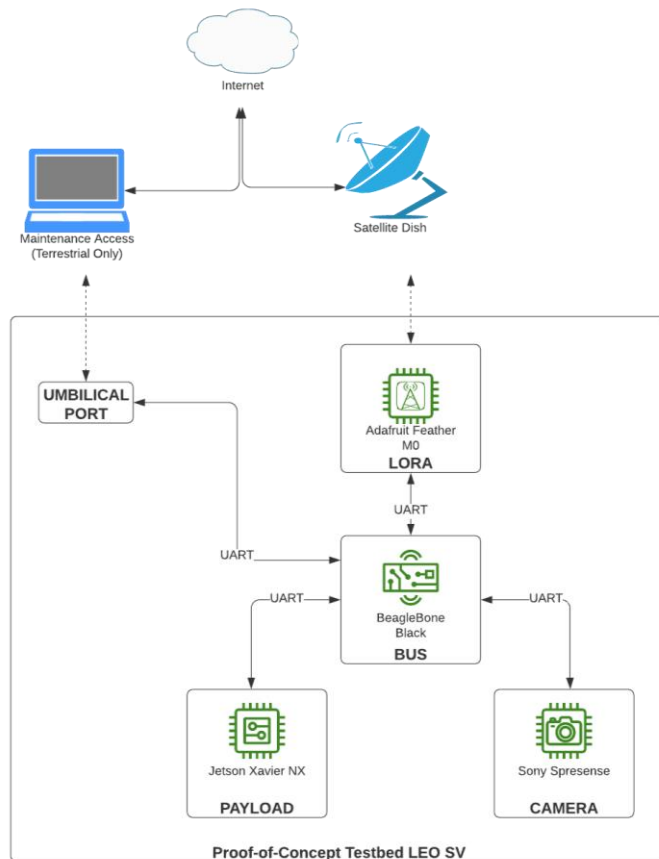 Internet
Maintenance Access
(Terrestrial Only)
Satellite Dish
UMBILICAL
PORT
Adafruit Feather
M0
LORA
UART
UART
BeagleBone
Black
BUS
UART
UART
Jetson Xavier NX
PAYLOAD
Sony Spresense
CAMERA
Proof-of-Concept Testbed LEO SV